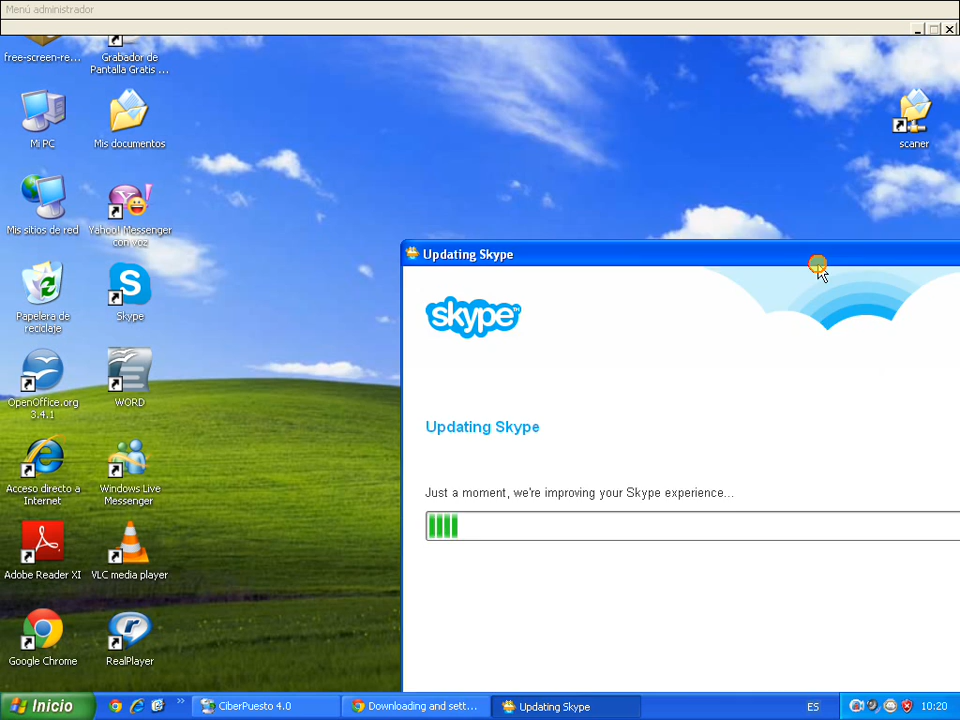 Menú administrador
free-screen-re...
Grabador de
Pantalla Gratis ...
Mi PC
Mis documentos
scaner
Mis sitios de red
Yahoo! Messenger
con voz
Papelera de
reciclaje
S
Skype
OpenOffice.org
3.4.1
WORD
Acceso directo a
Internet
Windows Live
Messenger
Adobe Reader XI
VLC media player
Google Chrome
RealPlayer
Updating Skype
skype™
Updating Skype
Just a moment, we're improving your Skype experience...
Inicio
CiberPuesto 4.0
Downloading and sett...
Updating Skype
ES
10:20